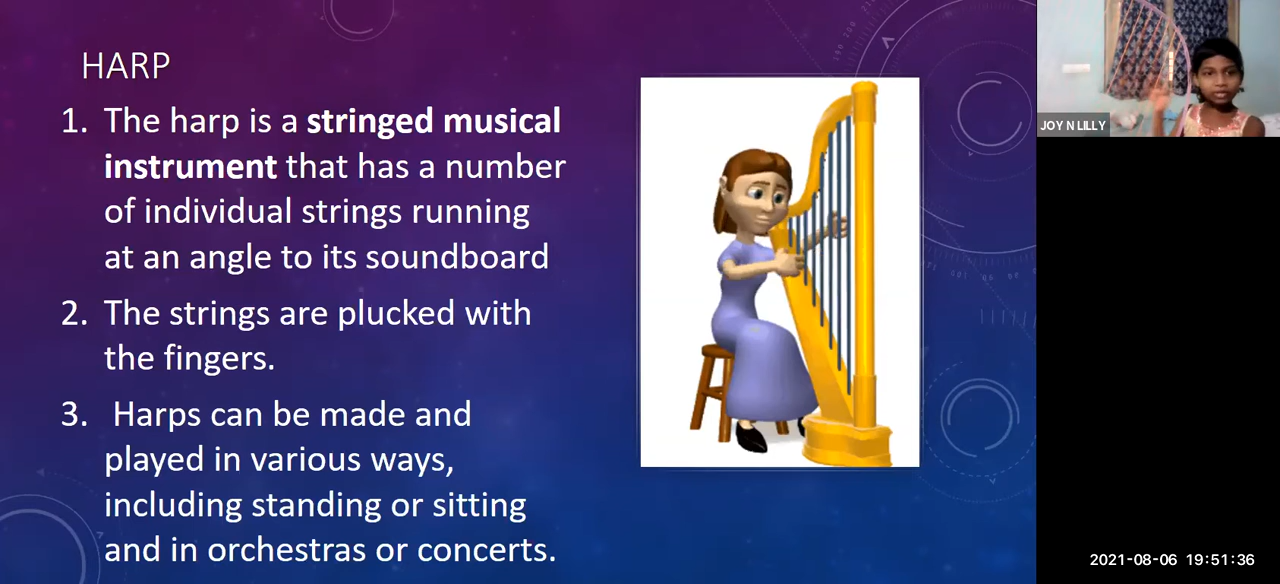 HARP
1. The harp is a stringed musical
instrument that has a number
of individual strings running
at an angle to its soundboard
2. The strings are plucked with
the fingers.
3. Harps can be made and
played in various ways,
including standing or sitting
and in orchestras or concerts.
JOY N LILLY
2021-08-06 19:51:36